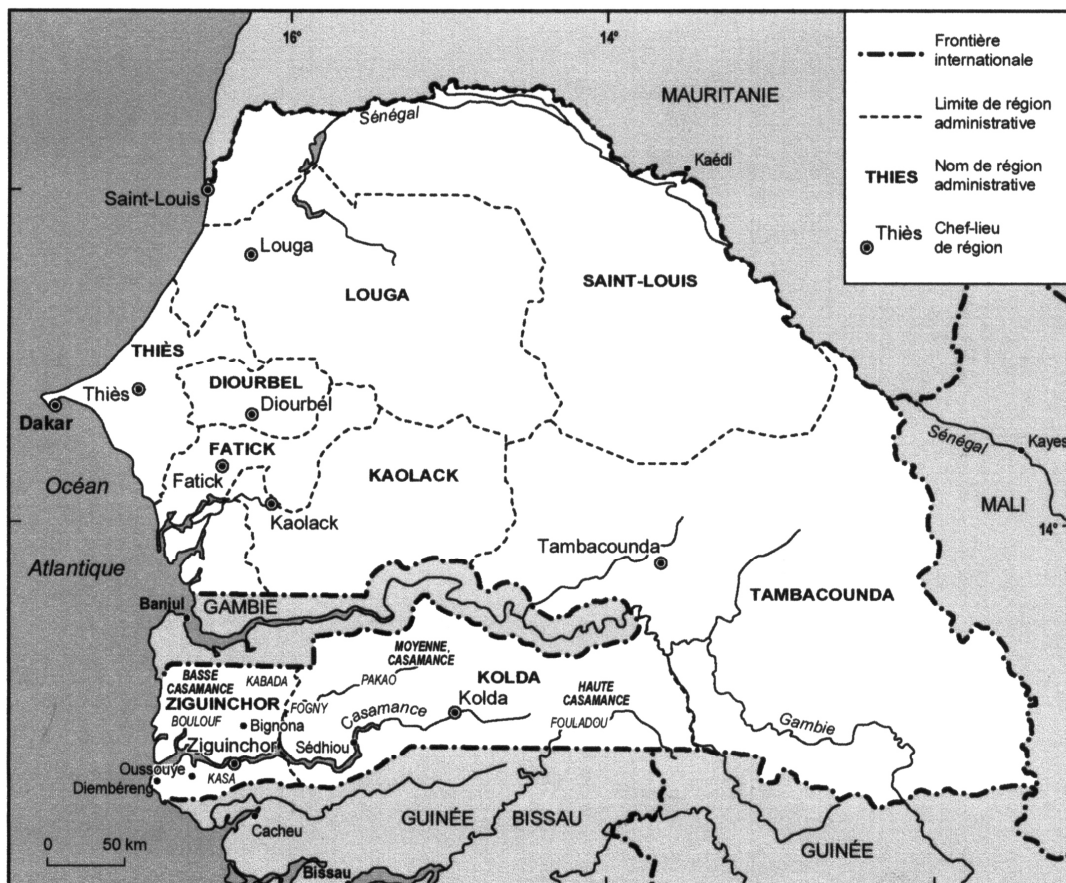 16°
14°
Frontière
internationale
Limite de région
administrative
THIES
Nom de région
administrative
Thiès
Chef-lieu
de région
MAURITANIE
Sénégal
Kaédi
Saint-Louis
Louga
LOUGA
SAINT-LOUIS
THIÈS
Thiès
DIOURBEL
Diourbel
Dakar
FATICK
Fatick
KAOLACK
Kaolack
Sénégal
Kayes
MALI
14°
Océan
Atlantique
Tambacounda
TAMBACOUNDA
Banjul
GAMBIE
BASSE
CASAMANCE
KABADA
MOYENNE,
CASAMANCE
PAKAO
KOLDA
Kolda
HAUTE
CASAMANCE
FOULADOU
ZIGUINCHOR
FOGNY
BOULOUF
Bignona
Casamance
Ziguinchor
Sédhiou
Gambie
Oussouye
KASA
Diembéreng
Cacheu
GUINÉE BISSAU
GUINÉE
Bissau
0 50 km